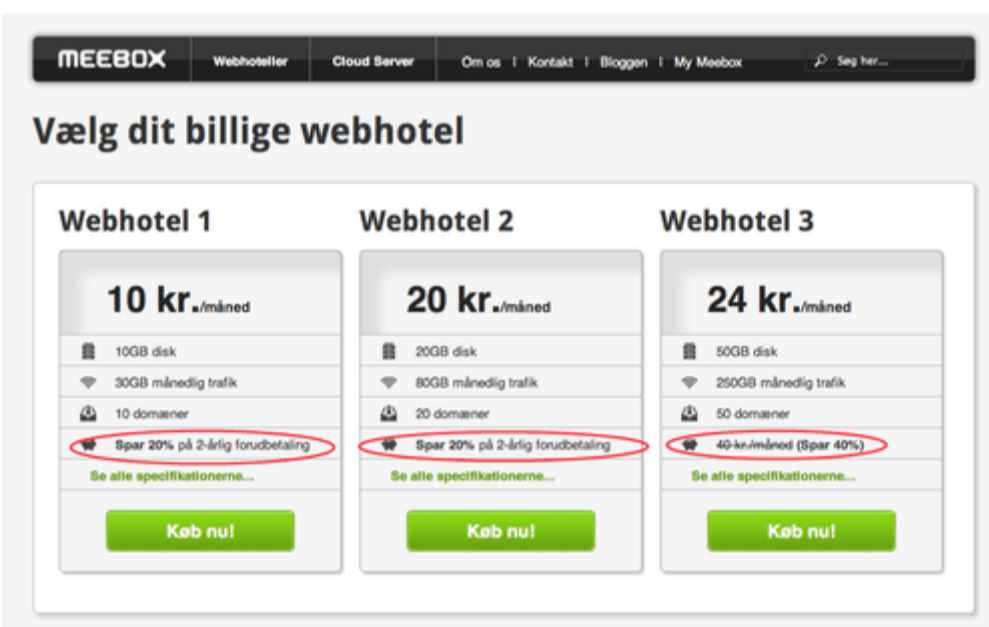 MEEBOX Webhoteller Cloud Server Om os | Kontakt | Bloggen | My Meebox Søg her...
Vælg dit billige webhotel
Webhotel 1
10 kr./måned
10GB disk
30GB månedlig trafik
10 domæner
Spar 20% på 2-årlig forudbetaling
Se alle specifikationerne...
Køb nu!
Webhotel 2
20 kr./måned
20GB disk
80GB månedlig trafik
20 domæner
Spar 20% på 2-årlig forudbetaling
Se alle specifikationerne...
Køb nu!
Webhotel 3
24 kr./måned
50GB disk
250GB månedlig trafik
50 domæner
40 kr./måned (Spar 40%)
Se alle specifikationerne...
Køb nu!